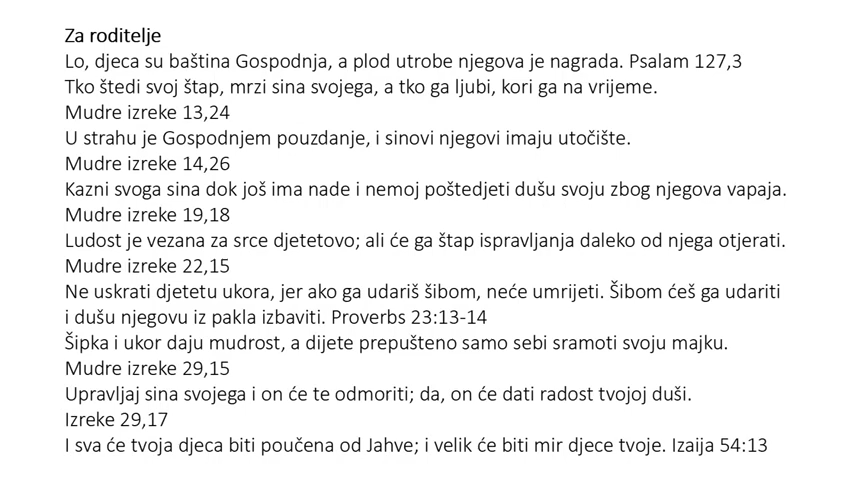 Za roditelje
Lo, djeca su baština Gospodnja, a plod utrobe njegova je nagrada. Psalam 127,3
Tko štedi svoj štap, mrzi sina svojega, a tko ga ljubi, kori ga na vrijeme.
Mudre izreke 13,24
U strahu je Gospodnjem pouzdanje, i sinovi njegovi imaju utočište.
Mudre izreke 14,26
Kazni svoga sina dok još ima nade i nemoj poštedjeti dušu svoju zbog njegova vapaja.
Mudre izreke 19,18
Ludost je vezana za srce djetetovo; ali će ga štap ispravljanja daleko od njega otjerati.
Mudre izreke 22,15
Ne uskrati djetetu ukora, jer ako ga udariš šibom, neće umrijeti. Šibom ćeš ga udariti
i dušu njegovu iz pakla izbaviti. Proverbs 23:13-14
Šipka i ukor daju mudrost, a dijete prepušteno samo sebi sramoti svoju majku.
Mudre izreke 29,15
Upravljaj sina svojega i on će te odmoriti; da, on će dati radost tvojoj duši.
Izreke 29,17
I sva će tvoja djeca biti poučena od Jahve; i velik će biti mir djece tvoje. Izaija 54:13